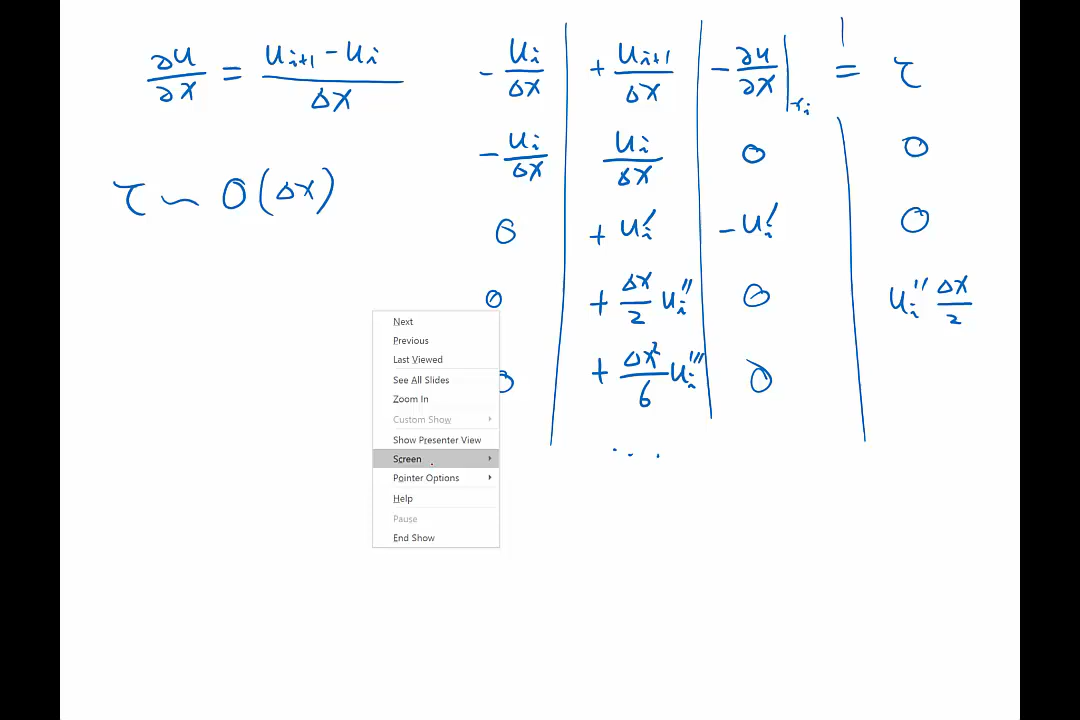 ∂u/∂x = (u_{i+1} - u_i)/Δx
- u_i/Δx | + u_{i+1}/Δx | - ∂u/∂x|_{x_i} = τ
- u_i/Δx | u_i/Δx | 0 | 0
τ ~ O(Δx)
0 | + u_i' | - u_i' | 0
0 | + Δx/2 u_i'' | 0 | u_i'' Δx/2
0 | + Δx²/6 u_i''' | 0
...
Next
Previous
Last Viewed
See All Slides
Zoom In
Custom Show
Show Presenter View
Screen
Pointer Options
Help
Pause
End Show